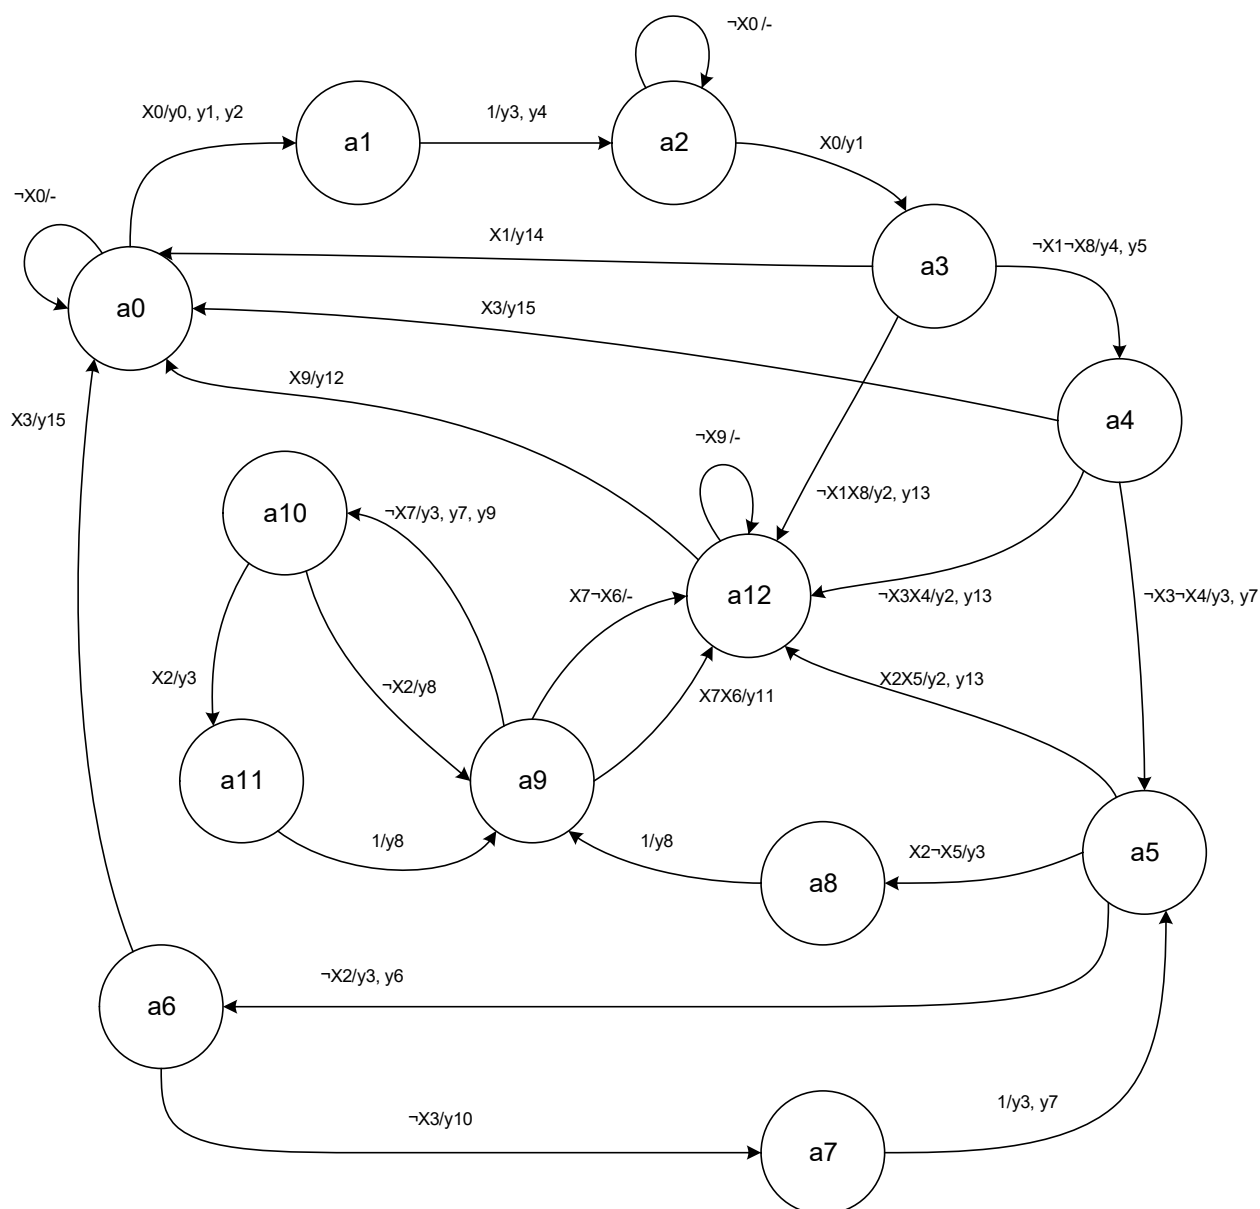 ¬X0 /-
X0/y0, y1, y2
1/y3, y4
a1
a2
X0/y1
¬X0/-
X1/y14
¬X1¬X8/y4, y5
a3
a0
X3/y15
X9/y12
X3/y15
a4
¬X9 /-
¬X1X8/y2, y13
a10
¬X7/y3, y7, y9
X7¬X6/-
a12
¬X3X4/y2, y13
¬X3¬X4/y3, y7
X2/y3
¬X2/y8
X7X6/y11
X2X5/y2, y13
a11
a9
1/y8
1/y8
X2¬X5/y3
a5
a8
¬X2/y3, y6
a6
¬X3/y10
1/y3, y7
a7